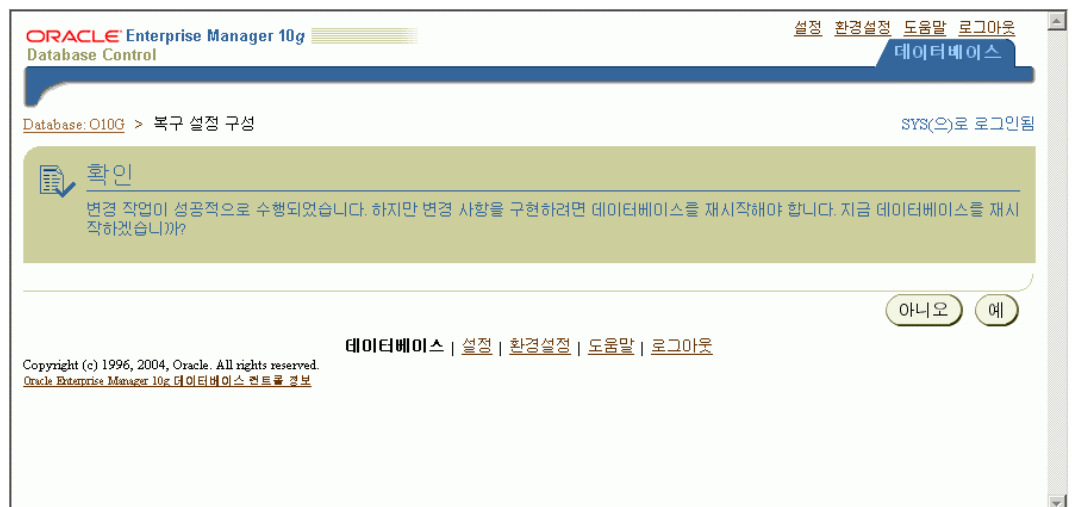 ORACLE Enterprise Manager 10g
Database Control
설정 환경설정 도움말 로그아웃
데이터베이스
Database: O10G > 복구 설정 구성
SYS(으)로 로그인됨
확인
변경 작업이 성공적으로 수행되었습니다. 하지만 변경 사항을 구현하려면 데이터베이스를 재시작해야 합니다. 지금 데이터베이스를 재시
작하겠습니까?
아니오 예
데이터베이스 | 설정 | 환경설정 | 도움말 | 로그아웃
Copyright (c) 1996, 2004, Oracle. All rights reserved.
Oracle Enterprise Manager 10g 데이터베이스 컨트롤 정보